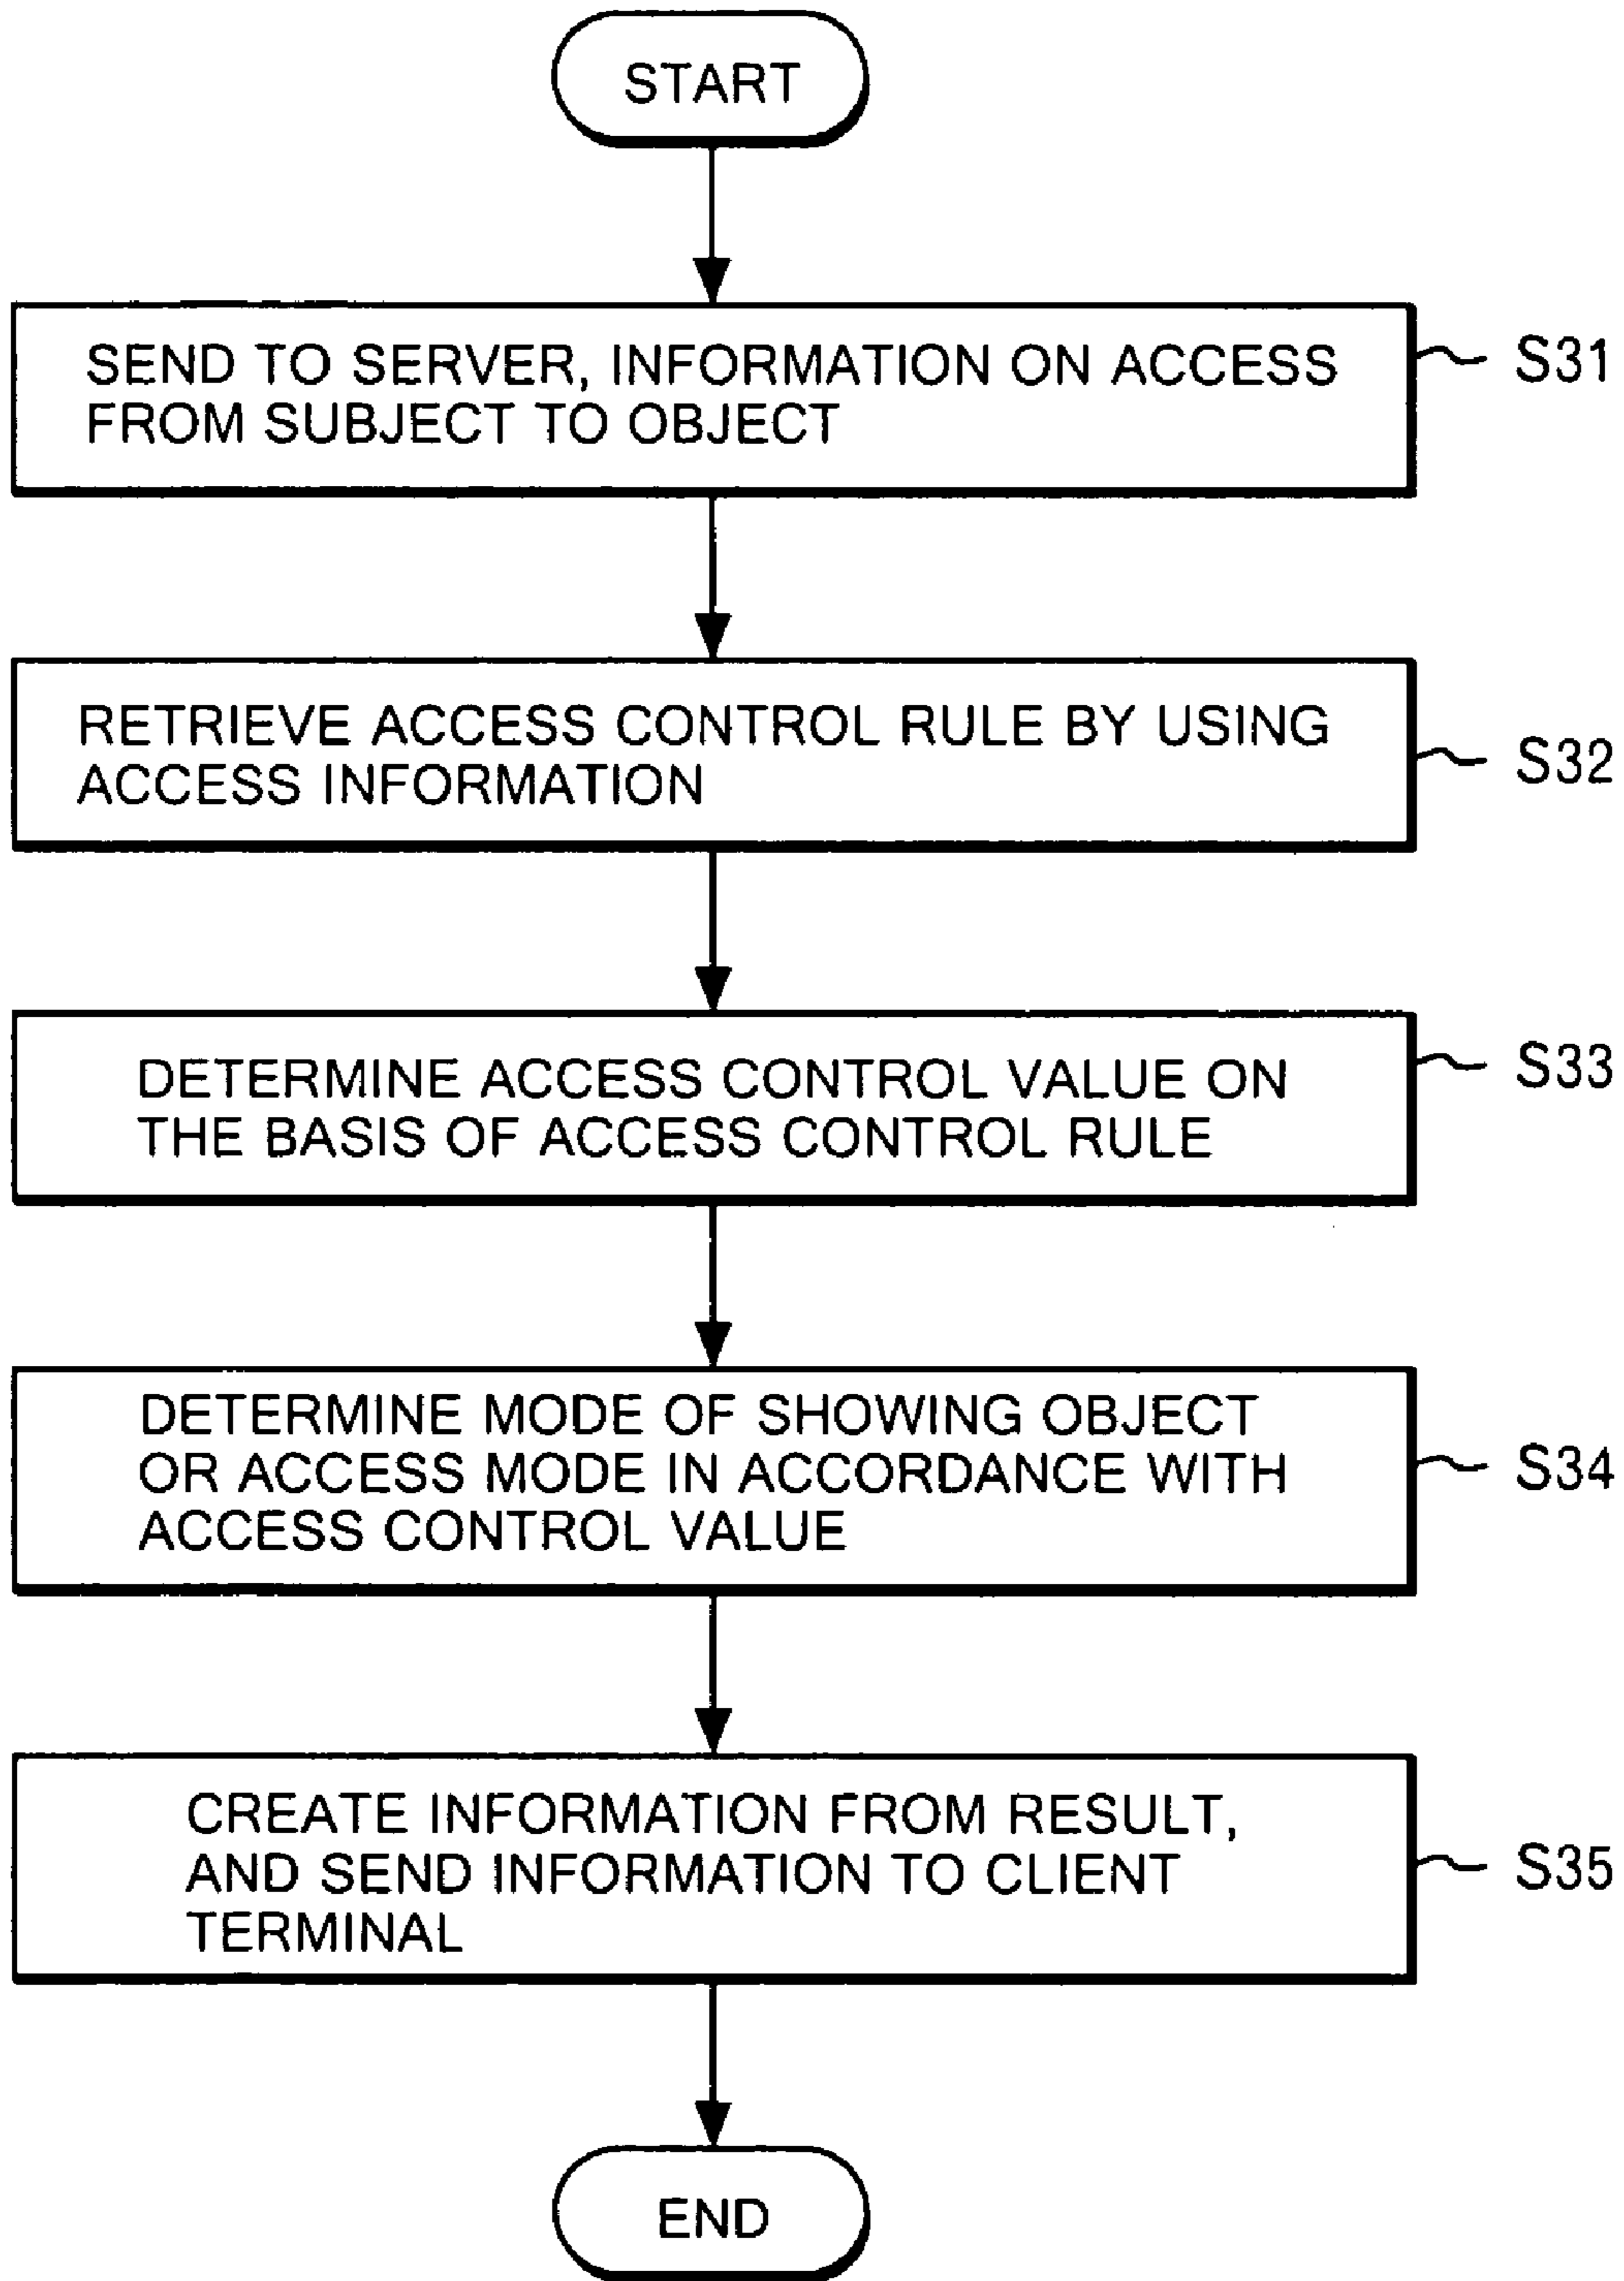 START
SEND TO SERVER, INFORMATION ON ACCESS
FROM SUBJECT TO OBJECT
S31
RETRIEVE ACCESS CONTROL RULE BY USING
ACCESS INFORMATION
S32
DETERMINE ACCESS CONTROL VALUE ON
THE BASIS OF ACCESS CONTROL RULE
S33
DETERMINE MODE OF SHOWING OBJECT
OR ACCESS MODE IN ACCORDANCE WITH
ACCESS CONTROL VALUE
S34
CREATE INFORMATION FROM RESULT,
AND SEND INFORMATION TO CLIENT
TERMINAL
S35
END